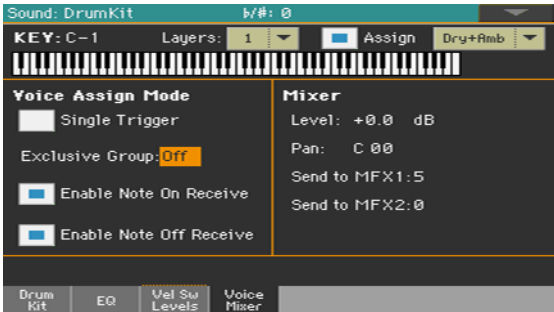 Sound: DrumKit b/#: 0
KEY: C-1 Layers: 1 Assign Dry+Amb
Voice Assign Mode
Single Trigger
Exclusive Group: Off
Enable Note On Receive
Enable Note Off Receive
Mixer
Level: +0.0 dB
Pan: C 00
Send to MFX1:5
Send to MFX2:0
Drum Kit
EQ
Vel Sw Levels
Voice Mixer